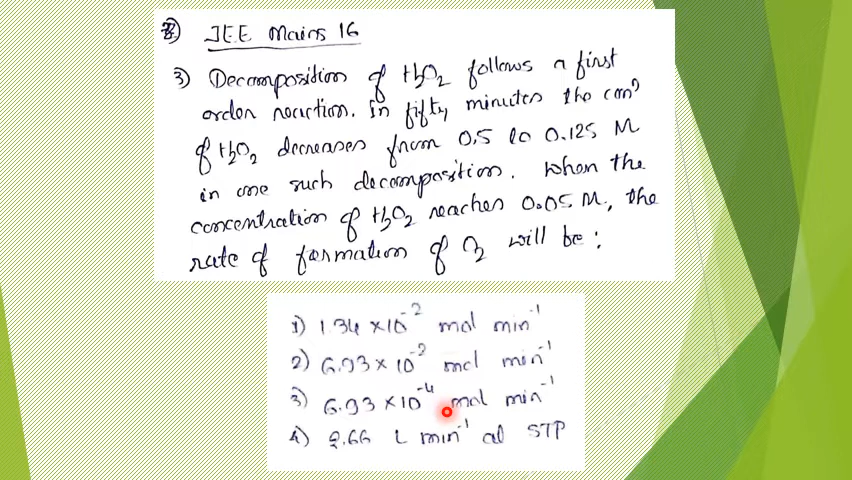 3) JEE Mains 16
3) Decomposition of H2O2 follows a first
order reaction. In fifty minutes the conc
of H2O2 decreases from 0.5 to 0.125 M
in one such decomposition. When the
concentration of H2O2 reaches 0.05 M, the
rate of formation of O2 will be:
1) 1.34 × 10⁻² mol min⁻¹
2) 6.93 × 10⁻² mol min⁻¹
3) 6.93 × 10⁻⁴ mol min⁻¹
4) 2.66 L min⁻¹ at STP